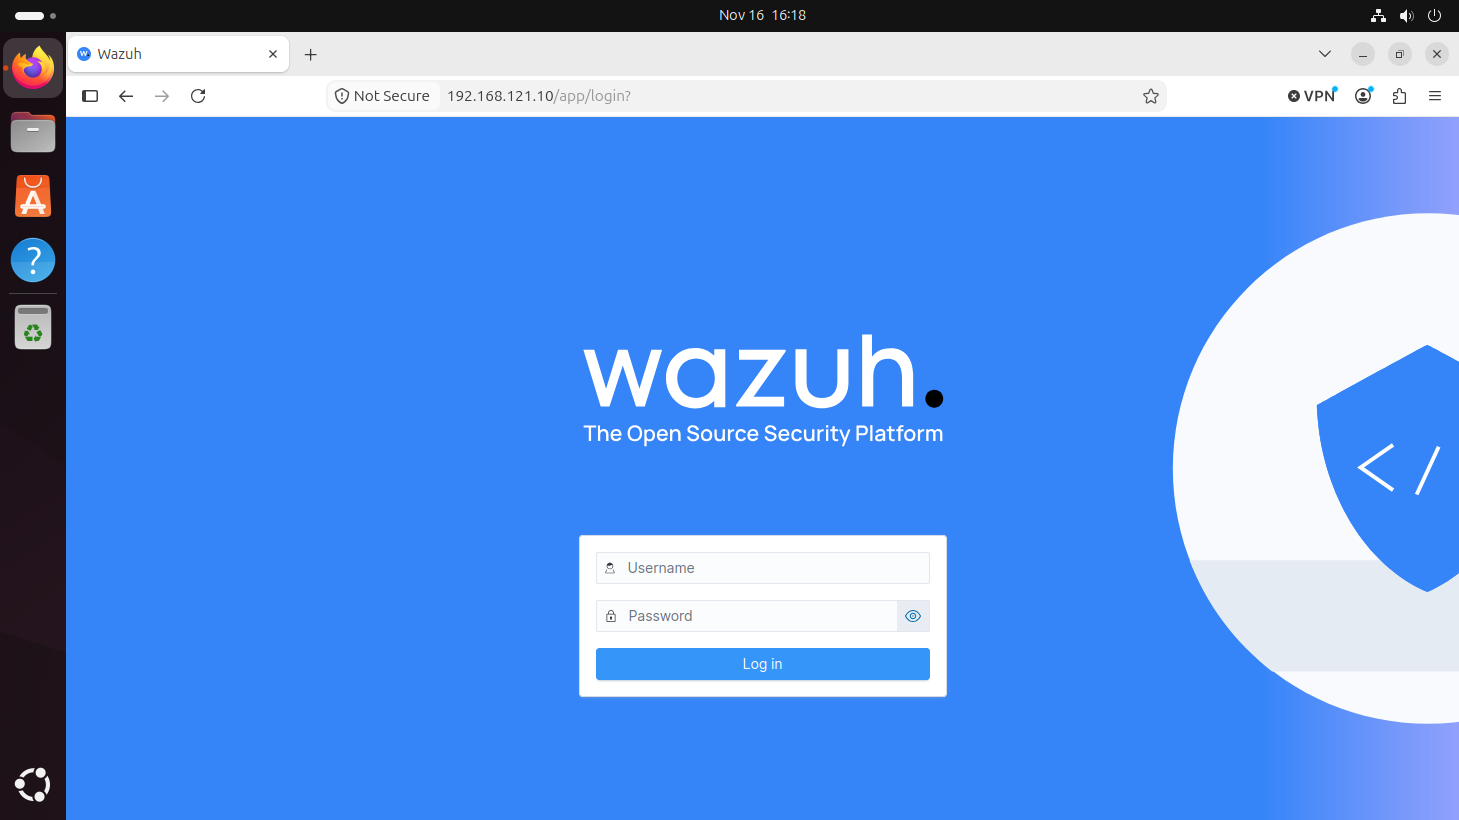 Nov 16 16:18
Wazuh
Not Secure 192.168.121.10/app/login?
VPN
wazuh.
The Open Source Security Platform
Username
Password
Log in